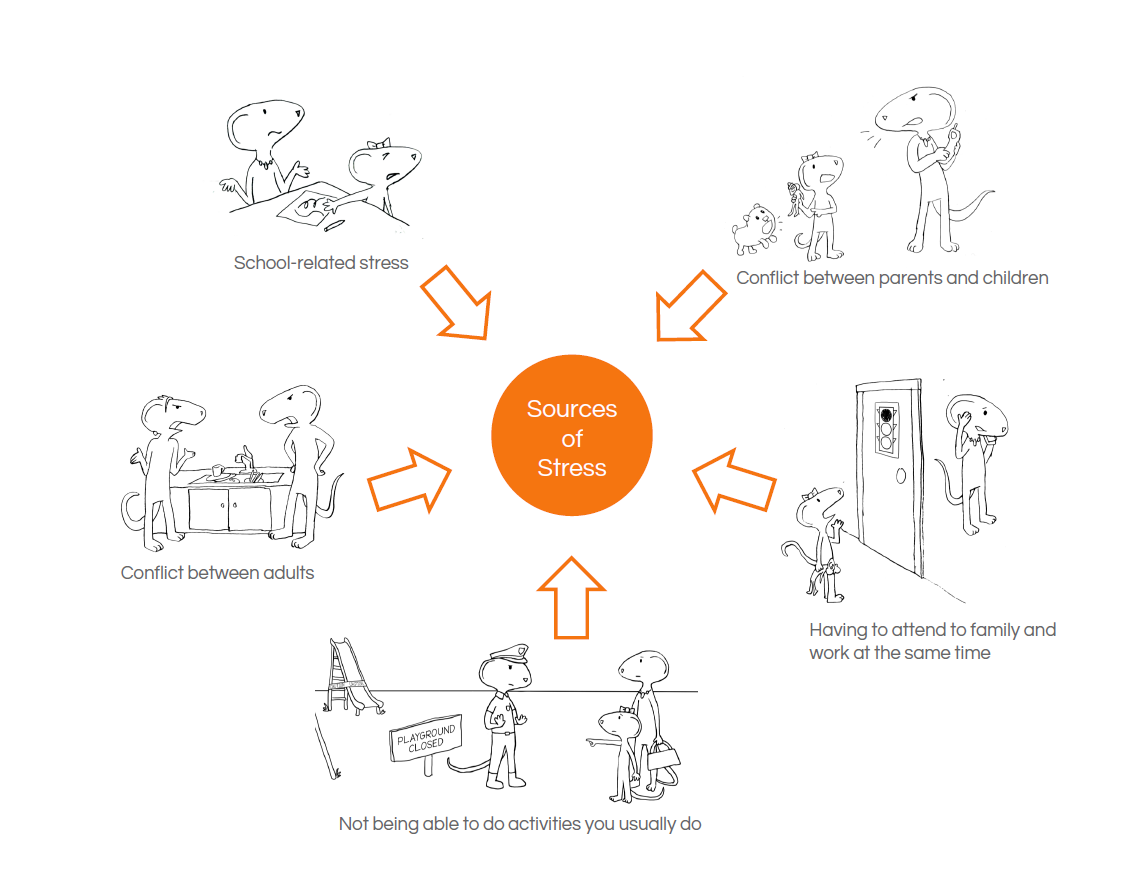 School-related stress
Conflict between parents and children
Sources
of
Stress
Conflict between adults
Having to attend to family and
work at the same time
PLAYGROUND
CLOSED
Not being able to do activities you usually do